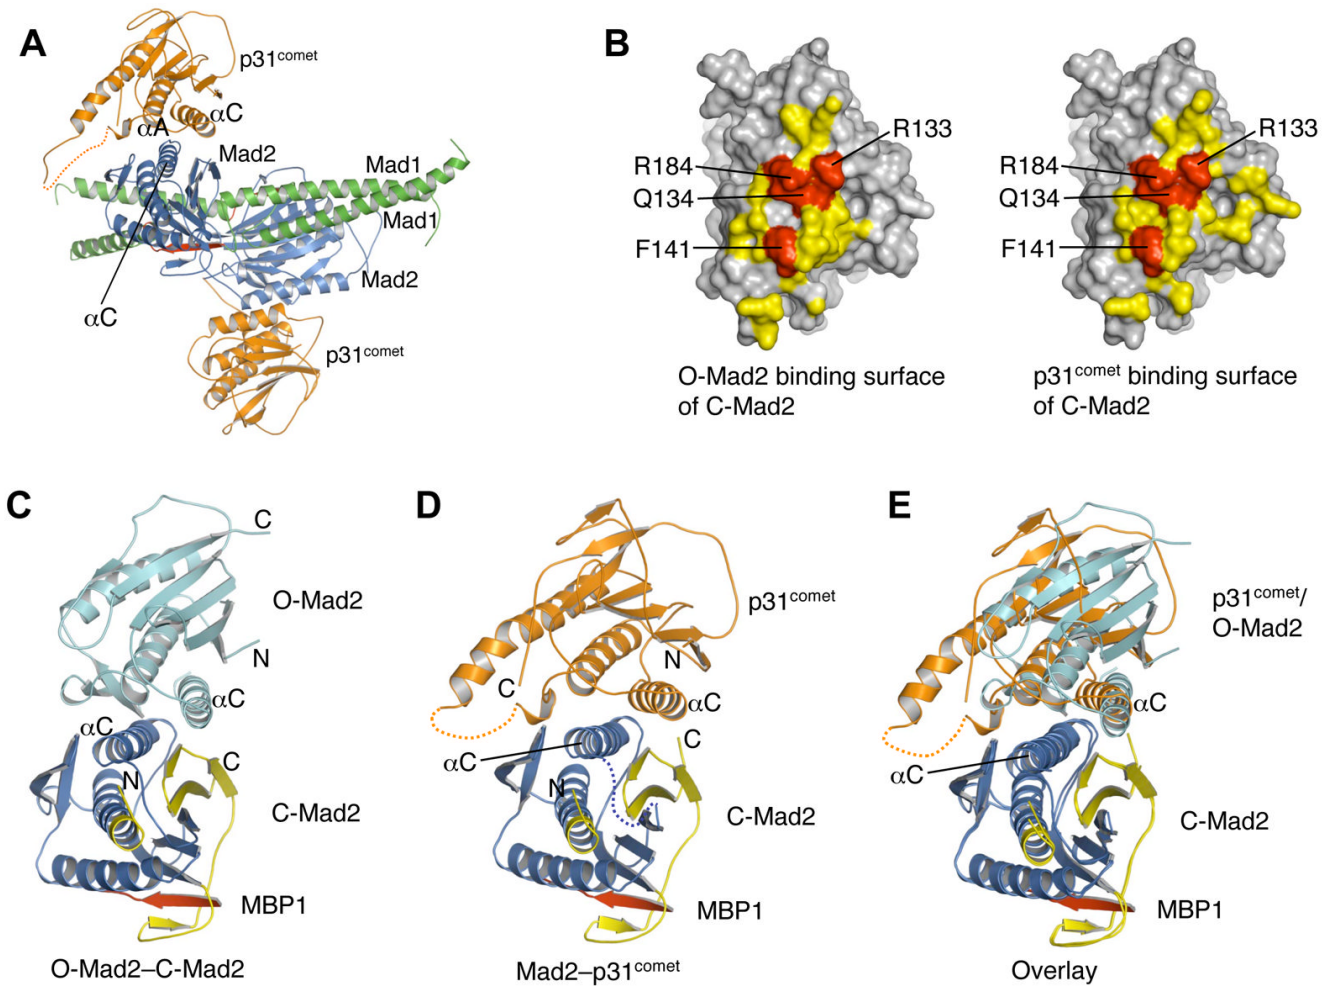 A
p31comet
αC
αA
Mad2
Mad1
Mad1
Mad2
αC
p31comet
B
R133
R184
Q134
F141
O-Mad2 binding surface
of C-Mad2
R133
R184
Q134
F141
p31comet binding surface
of C-Mad2
C
C
O-Mad2
N
αC
αC
C
N
C-Mad2
MBP1
O-Mad2–C-Mad2
D
p31comet
N
C
αC
αC
C
N
C-Mad2
MBP1
Mad2–p31comet
E
p31comet/
O-Mad2
αC
αC
C-Mad2
MBP1
Overlay